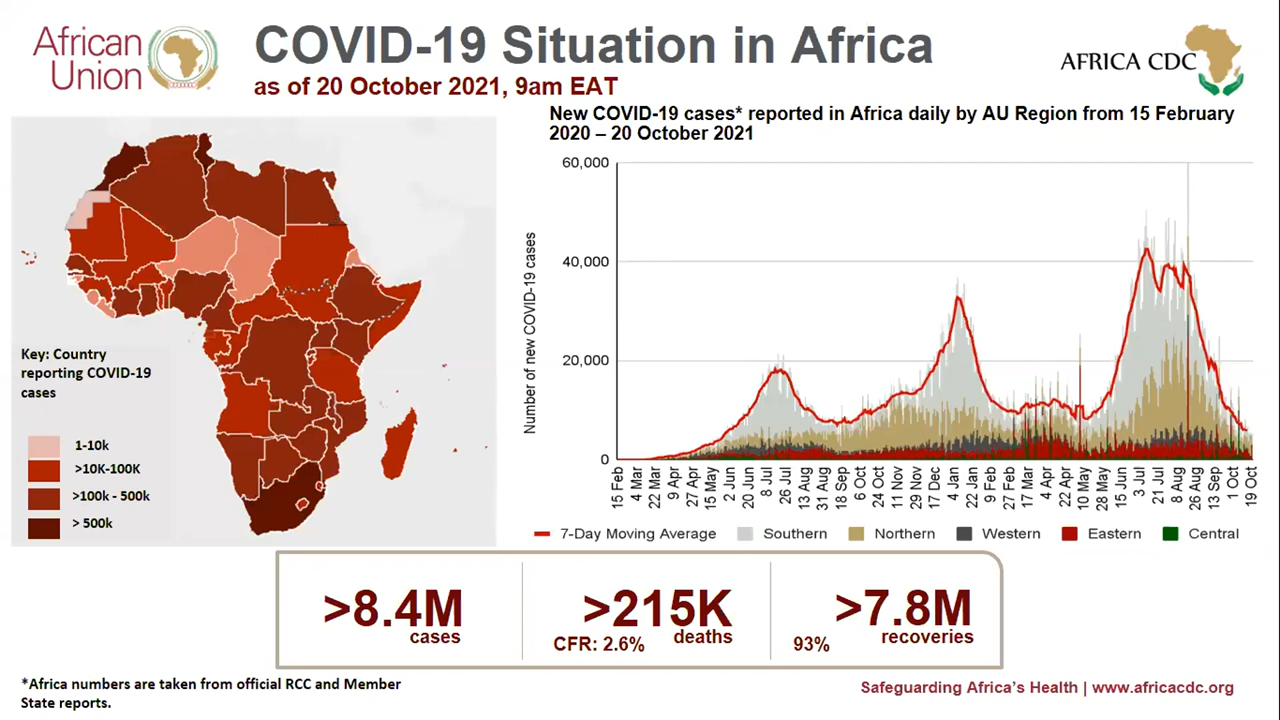 African
Union
COVID-19 Situation in Africa
as of 20 October 2021, 9am EAT
AFRICA CDC
New COVID-19 cases* reported in Africa daily by AU Region from 15 February
2020 – 20 October 2021
Key: Country
reporting COVID-19
cases
1-10k
>10K-100K
>100k - 500k
> 500k
Number of new COVID-19 cases
60,000
40,000
20,000
0
15 Feb
4 Mar
22 Mar
9 Apr
27 Apr
15 May
2 Jun
20 Jun
8 Jul
26 Jul
13 Aug
31 Aug
18 Sep
6 Oct
24 Oct
11 Nov
29 Nov
17 Dec
4 Jan
22 Jan
9 Feb
27 Feb
17 Mar
4 Apr
22 Apr
10 May
28 May
15 Jun
3 Jul
21 Jul
8 Aug
26 Aug
13 Sep
1 Oct
19 Oct
7-Day Moving Average
Southern
Northern
Western
Eastern
Central
>8.4M
cases
>215K
CFR: 2.6% deaths
>7.8M
93% recoveries
*Africa numbers are taken from official RCC and Member
State reports.
Safeguarding Africa's Health | www.africacdc.org